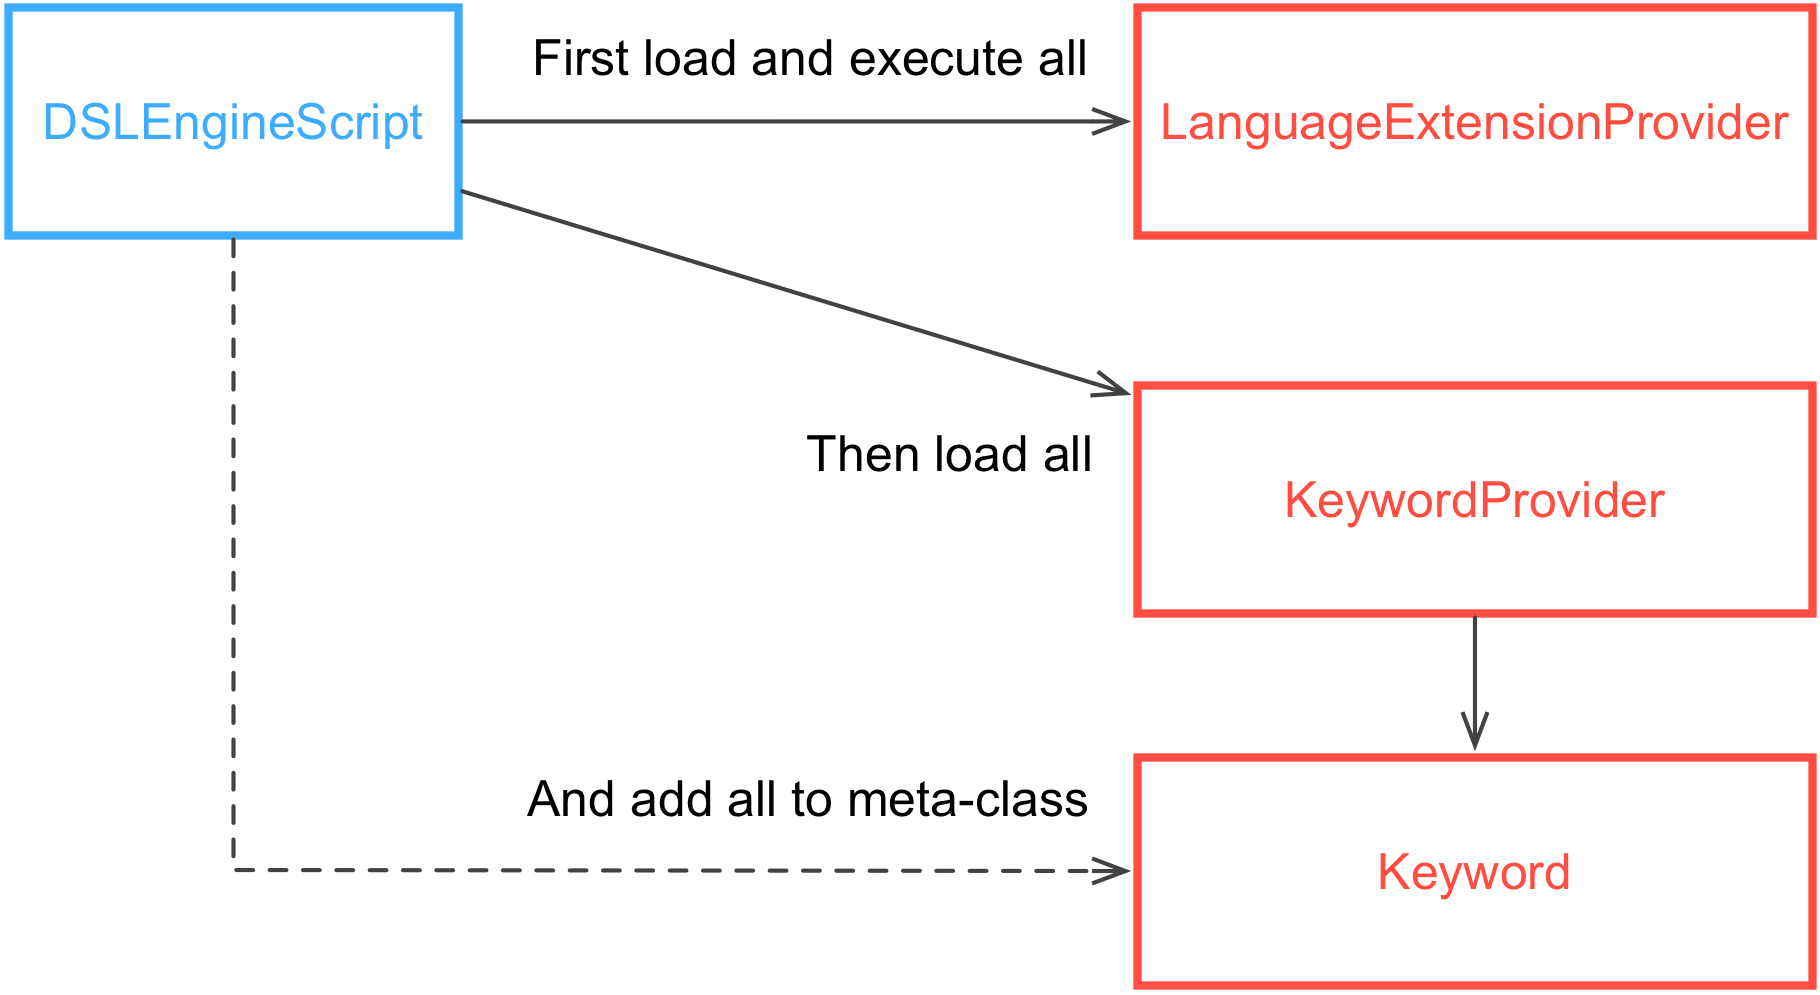 First load and execute all
DSLEngineScript
LanguageExtensionProvider
Then load all
KeywordProvider
And add all to meta-class
Keyword